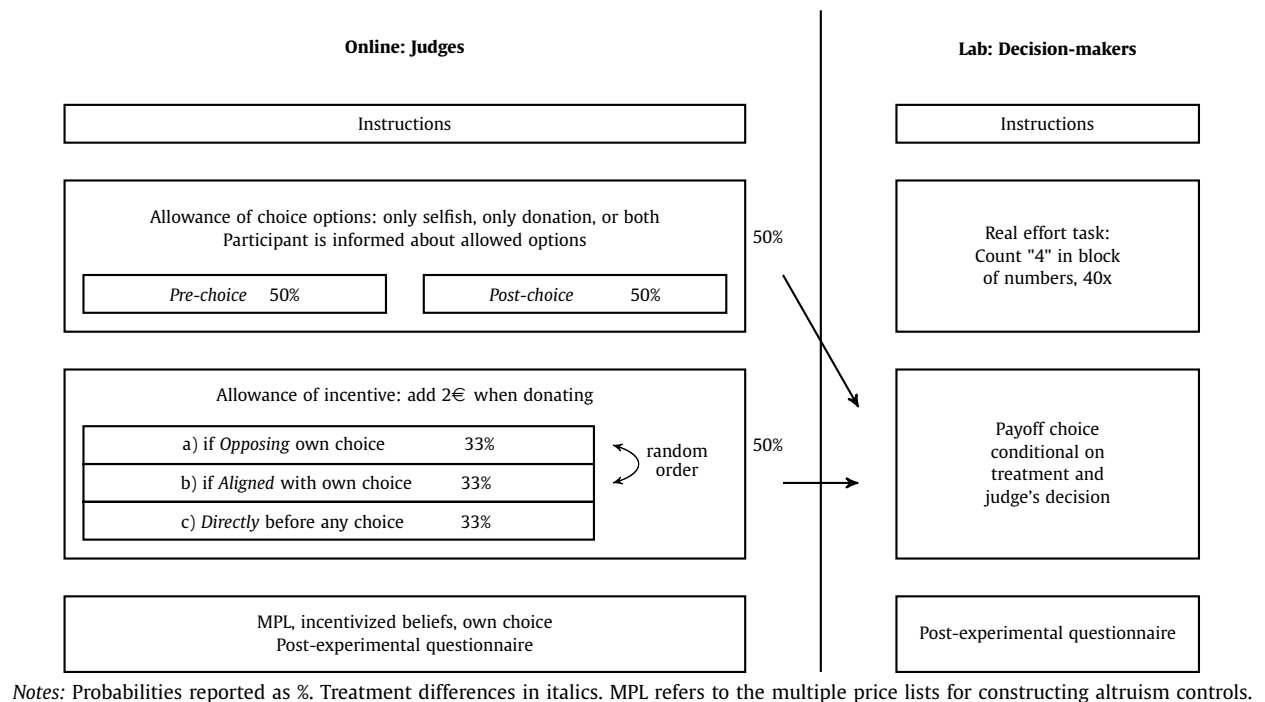 Online: Judges
Instructions
Allowance of choice options: only selfish, only donation, or both
Participant is informed about allowed options
Pre-choice 50%
Post-choice 50%
50%
Allowance of incentive: add 2€ when donating
a) if Opposing own choice 33%
b) if Aligned with own choice 33%
c) Directly before any choice 33%
random
order
50%
MPL, incentivized beliefs, own choice
Post-experimental questionnaire
Lab: Decision-makers
Instructions
Real effort task:
Count "4" in block
of numbers, 40x
Payoff choice
conditional on
treatment and
judge's decision
Post-experimental questionnaire
Notes: Probabilities reported as %. Treatment differences in italics. MPL refers to the multiple price lists for constructing altruism controls.